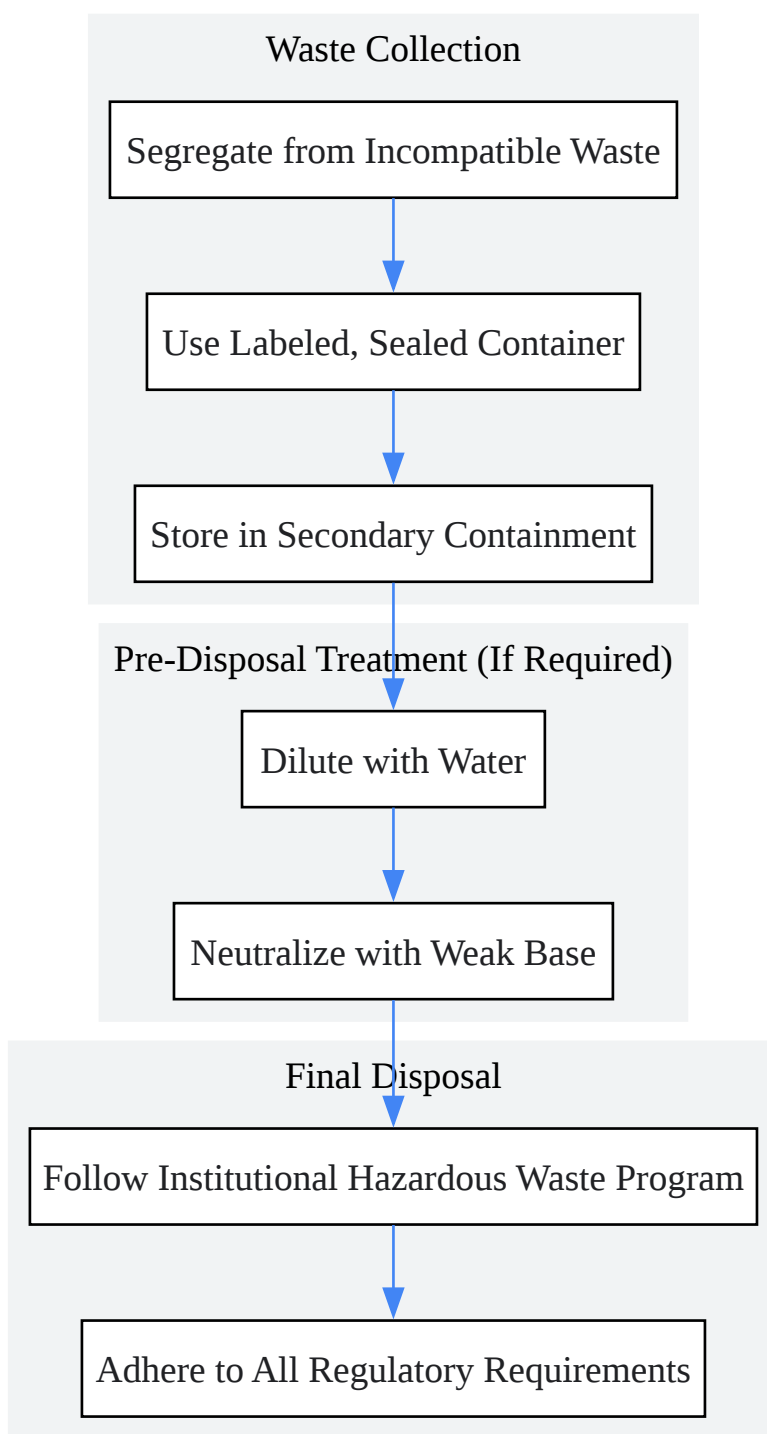 Waste Collection
Segregate from Incompatible Waste
Use Labeled, Sealed Container
Store in Secondary Containment
Pre-Disposal Treatment (If Required)
Dilute with Water
Neutralize with Weak Base
Final Disposal
Follow Institutional Hazardous Waste Program
Adhere to All Regulatory Requirements